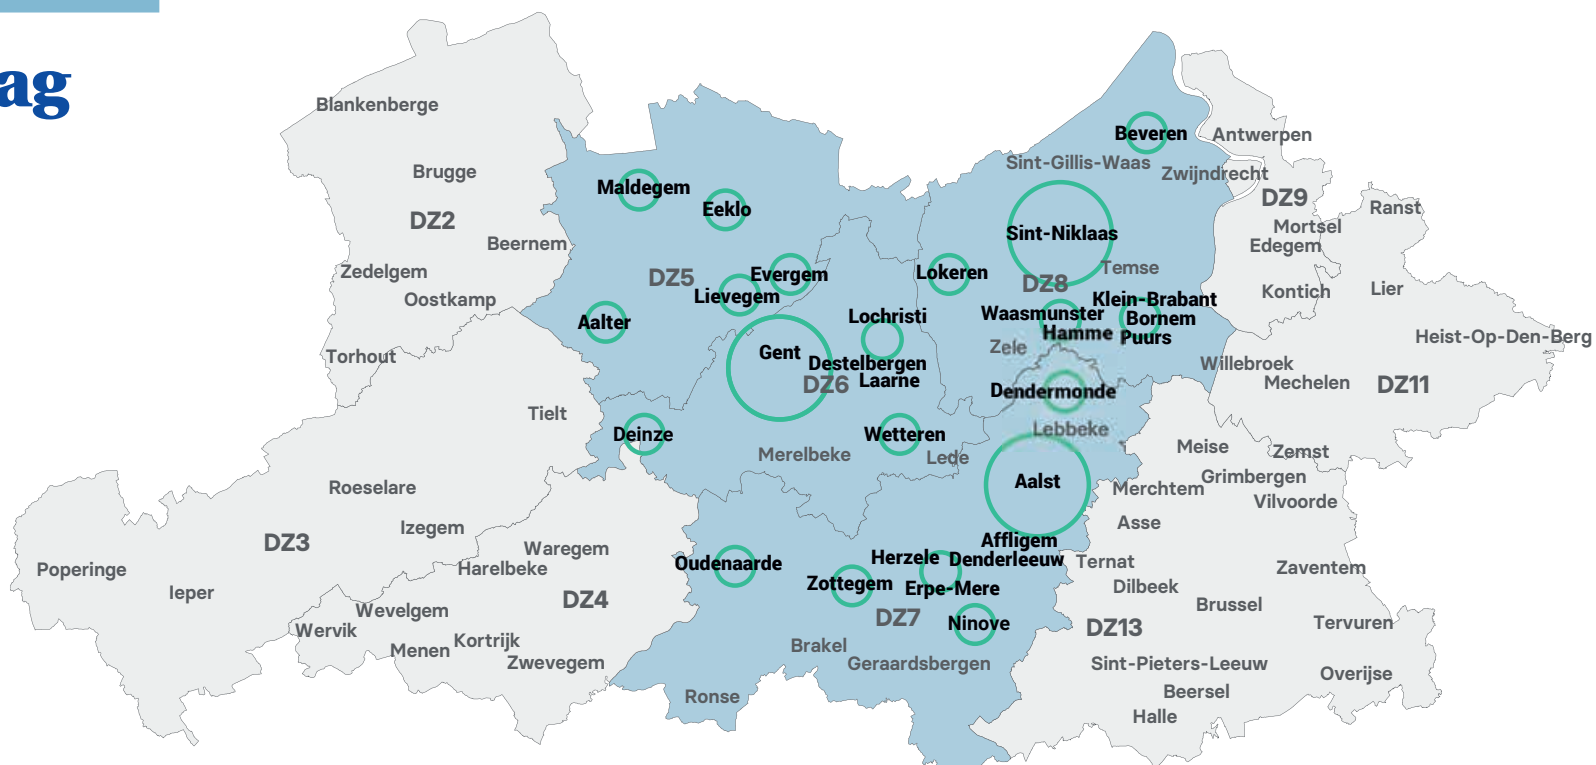 ag
Blankenberge
Brugge
DZ2
Beernem
Zedelgem
Oostkamp
Torhout
Maldegem
Eeklo
DZ5
Evergem
Lievegem
Aalter
Gent
Lochristi
Destelbergen
DZ6
Laarne
Deinze
Merelbeke
Wetteren
Lede
Beveren
Sint-Gillis-Waas
Zwijndrecht
Sint-Niklaas
Lokeren
Temse
DZ8
Waasmunster
Hamme
Klein-Brabant
Bornem
Puurs
Zele
Dendermonde
Lebbeke
Antwerpen
DZ9
Ranst
Mortsel
Edegem
Kontich
Lier
Heist-Op-Den-Berg
Willebroek
Mechelen
DZ11
Tielt
Roeselare
Izegem
DZ3
Poperinge
Ieper
Waregem
Harelbeke
DZ4
Wevelgem
Wervik
Menen
Kortrijk
Zwevegem
Aalst
Affligem
Herzele
Denderleeuw
Erpe-Mere
Oudenaarde
Zottegem
DZ7
Ninove
Brakel
Geraardsbergen
Ronse
Meise
Zemst
Grimbergen
Merchtem
Vilvoorde
Asse
Ternat
Dilbeek
Zaventem
Brussel
DZ13
Tervuren
Sint-Pieters-Leeuw
Overijse
Beersel
Halle